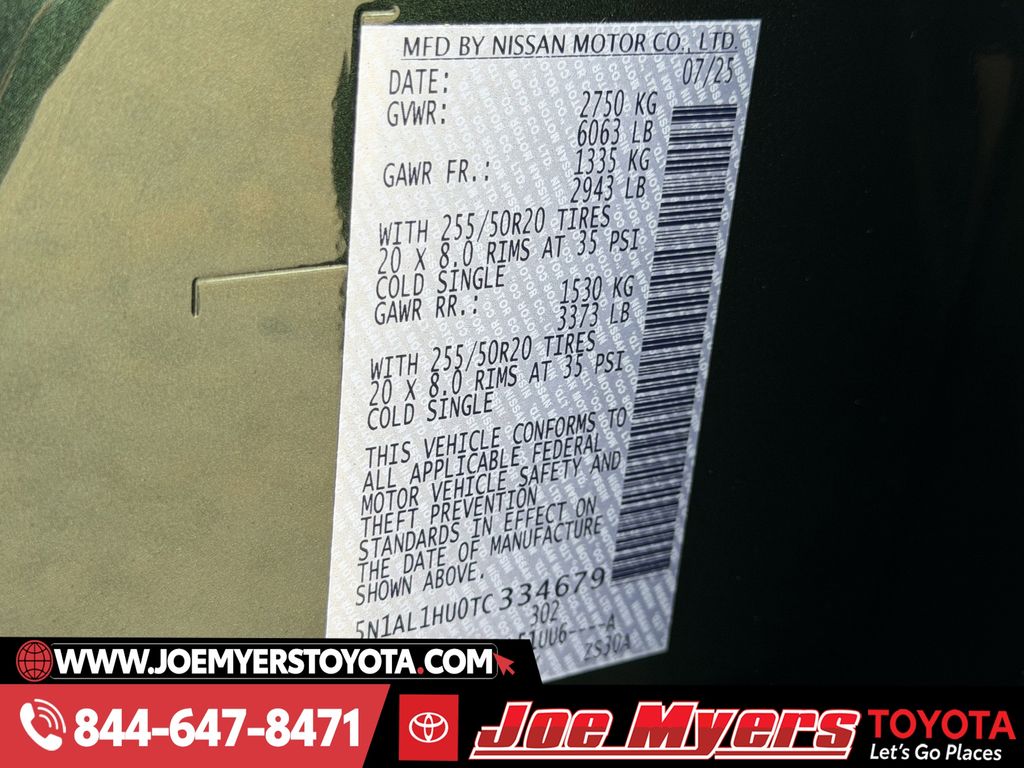 MFD BY NISSAN MOTOR CO., LTD.
DATE: 07/25
GVWR: 2750 KG
6063 LB
GAWR FR.: 1335 KG
2943 LB
WITH 255/50R20 TIRES
20 X 8.0 RIMS AT 35 PSI
COLD SINGLE
GAWR RR.: 1530 KG
3373 LB
WITH 255/50R20 TIRES
20 X 8.0 RIMS AT 35 PSI
COLD SINGLE
THIS VEHICLE CONFORMS TO
ALL APPLICABLE FEDERAL
MOTOR VEHICLE SAFETY AND
THEFT PREVENTION
STANDARDS IN EFFECT ON
THE DATE OF MANUFACTURE
SHOWN ABOVE.
5N1AL1HU0TC334679
302
ZS30A
WWW.JOEMYERSTOYOTA.COM
844-647-8471
Joe Myers TOYOTA
Let's Go Places